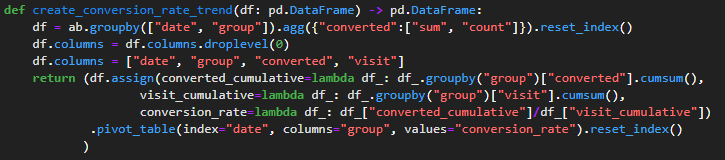 def create_conversion_rate_trend(df: pd.DataFrame) -> pd.DataFrame:
    df = ab.groupby(["date", "group"]).agg({"converted":["sum", "count"]}).reset_index()
    df.columns = df.columns.droplevel(0)
    df.columns = ["date", "group", "converted", "visit"]
    return (df.assign(converted_cumulative=lambda df_: df_.groupby("group")["converted"].cumsum(),
                      visit_cumulative=lambda df_: df_.groupby("group")["visit"].cumsum(),
                      conversion_rate=lambda df_: df_["converted_cumulative"]/df_["visit_cumulative"])
              .pivot_table(index="date", columns="group", values="conversion_rate").reset_index()
            )